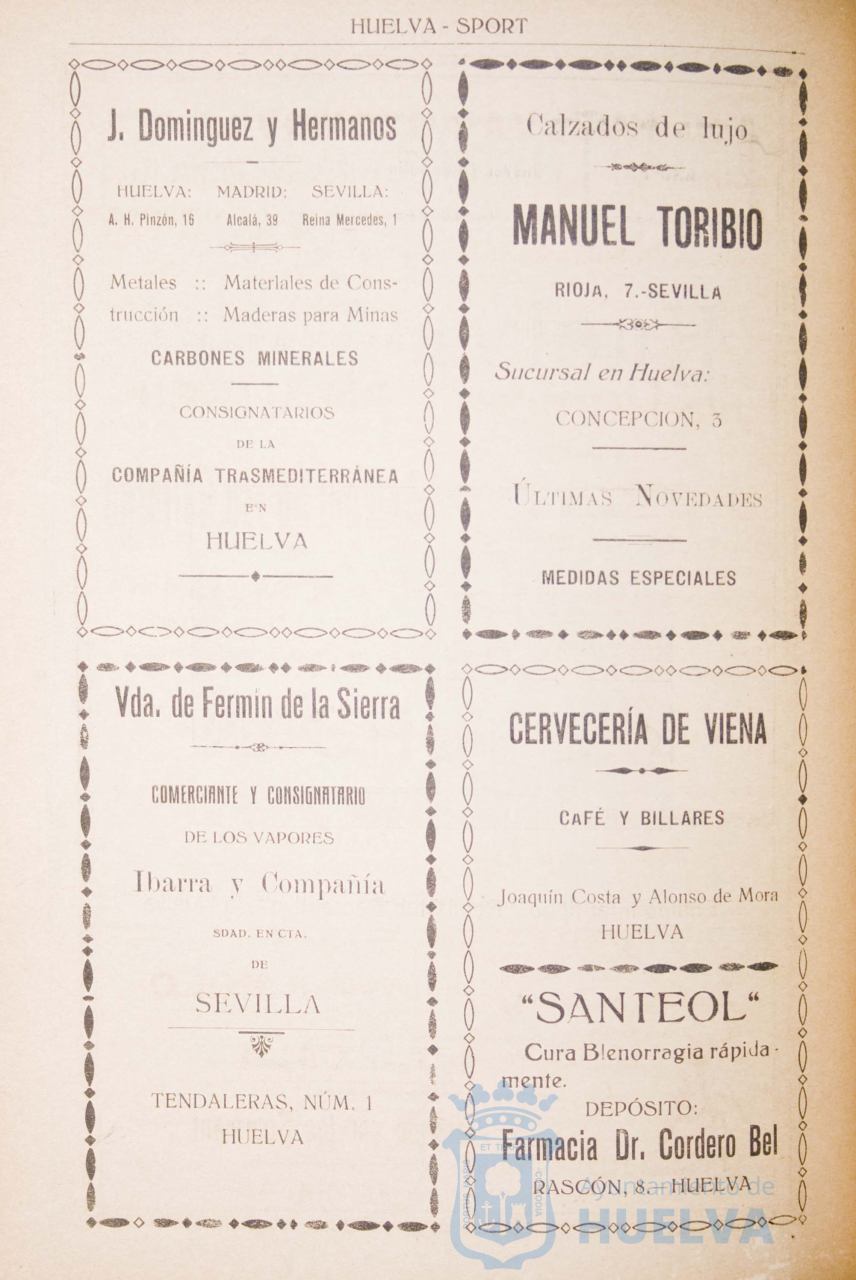 HUELVA - SPORT
J. Dominguez y Hermanos
HUELVA: MADRID: SEVILLA:
A. H. Pinzón, 16 Alcalá, 39 Reina Mercedes, 1
Metales :: Materiales de Cons-
trucción :: Maderas para Minas
CARBONES MINERALES
CONSIGNATARIOS
DE LA
COMPAÑÍA TRASMEDITERRÁNEA
EN
HUELVA
Calzados de lujo
MANUEL TORIBIO
RIOJA, 7.-SEVILLA
Sucursal en Huelva:
CONCEPCION, 3
ÚLTIMAS NOVEDADES
MEDIDAS ESPECIALES
Vda. de Fermín de la Sierra
COMERCIANTE Y CONSIGNATARIO
DE LOS VAPORES
Ibarra y Compañía
SDAD. EN CTA.
DE
SEVILLA
TENDALERAS, NÚM. 1
HUELVA
CERVECERÍA DE VIENA
CAFÉ Y BILLARES
Joaquín Costa y Alonso de Mora
HUELVA
"SANTEOL"
Cura Blenorragia rápida-
mente.
DEPÓSITO:
Farmacia Dr. Cordero Bel
RASCÓN, 8.—HUELVA
Ayuntamiento de
HUELVA